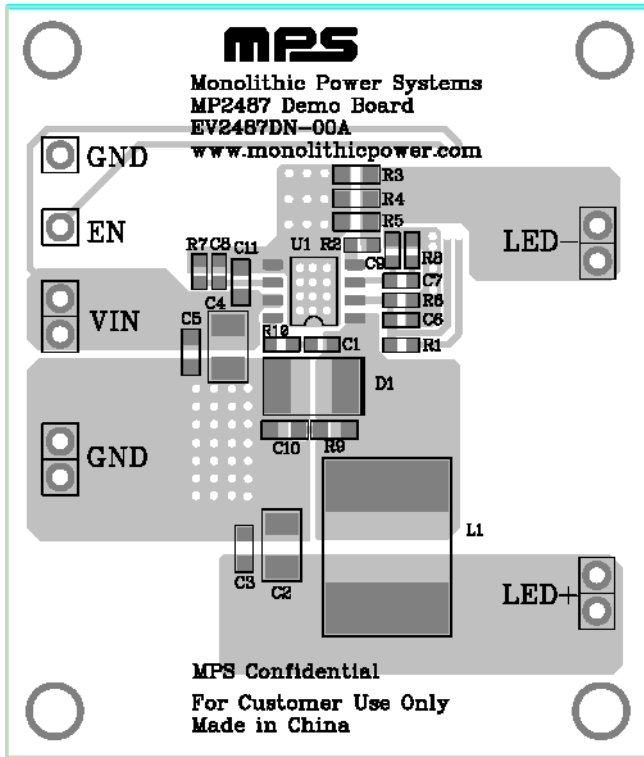 mps
Monolithic Power Systems
MP2487 Demo Board
EV2487DN-00A
www.monolithicpower.com
GND
R3
R4
EN
R5
LED-
U1
R2
R7
C8
C11
C9
R8
C7
VIN
C4
R6
C5
C6
R10
C1
R1
D1
GND
C10
R9
L1
C3
C2
LED+
MPS Confidential
For Customer Use Only
Made in China